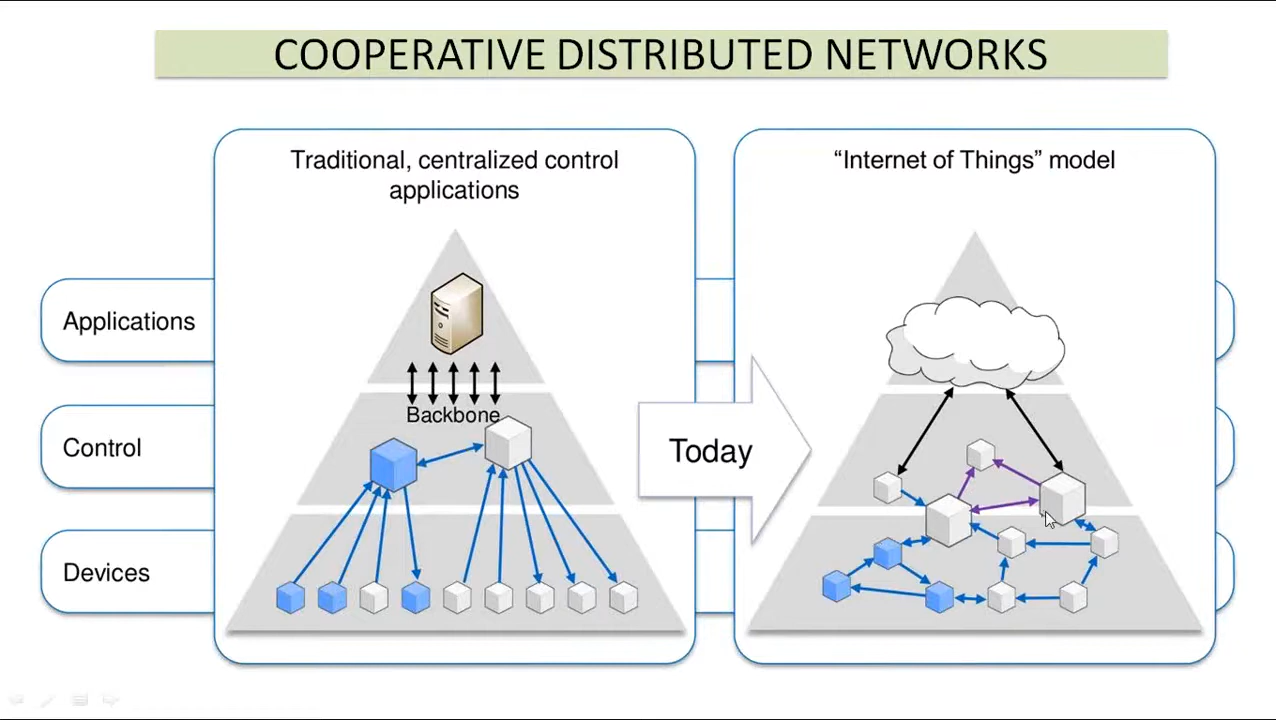 COOPERATIVE DISTRIBUTED NETWORKS
Traditional, centralized control
applications
“Internet of Things” model
Applications
Backbone
Control
Today
Devices